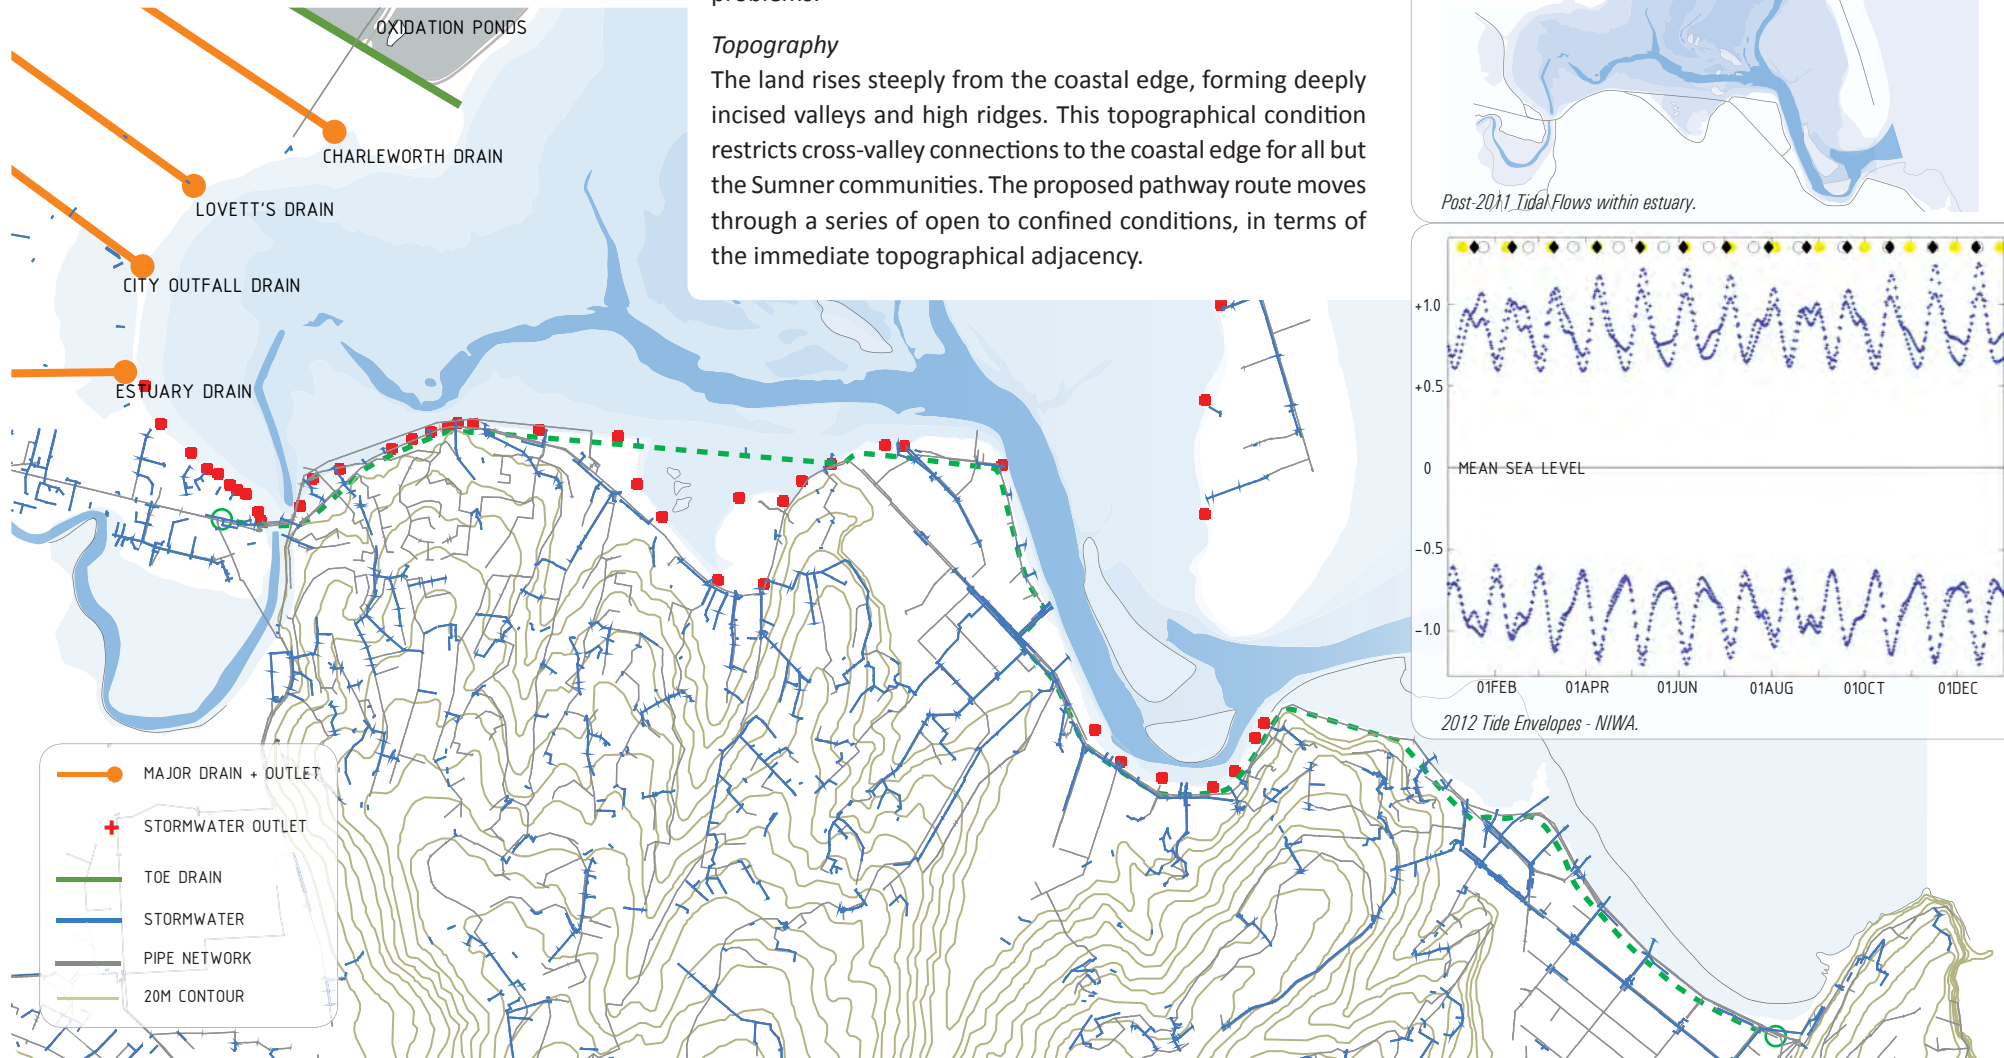 problems.
Topography
The land rises steeply from the coastal edge, forming deeply
incised valleys and high ridges. This topographical condition
restricts cross-valley connections to the coastal edge for all but
the Sumner communities. The proposed pathway route moves
through a series of open to confined conditions, in terms of
the immediate topographical adjacency.
OXIDATION PONDS
CHARLEWORTH DRAIN
LOVETT'S DRAIN
CITY OUTFALL DRAIN
ESTUARY DRAIN
MAJOR DRAIN + OUTLET
STORMWATER OUTLET
TOE DRAIN
STORMWATER
PIPE NETWORK
20M CONTOUR
Post-2011 Tidal Flows within estuary.
+1.0
+0.5
0
MEAN SEA LEVEL
-0.5
-1.0
01FEB 01APR 01JUN 01AUG 01OCT 01DEC
2012 Tide Envelopes - NIWA.